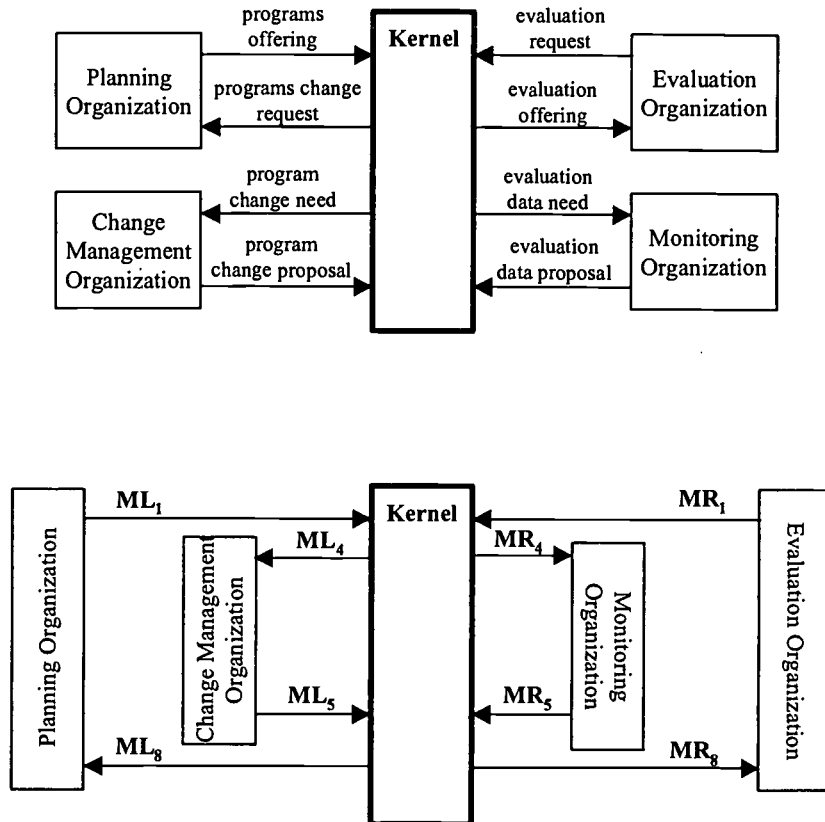 programs
offering
Kernel
evaluation
request
Planning
Organization
programs change
request
evaluation
offering
Evaluation
Organization
Change
Management
Organization
program
change need
program
change proposal
evaluation
data need
evaluation
data proposal
Monitoring
Organization
Planning Organization
ML₁
Kernel
MR₁
ML₄
MR₄
Change Management
Organization
Monitoring
Organization
ML₅
MR₅
ML₈
MR₈
Evaluation Organization